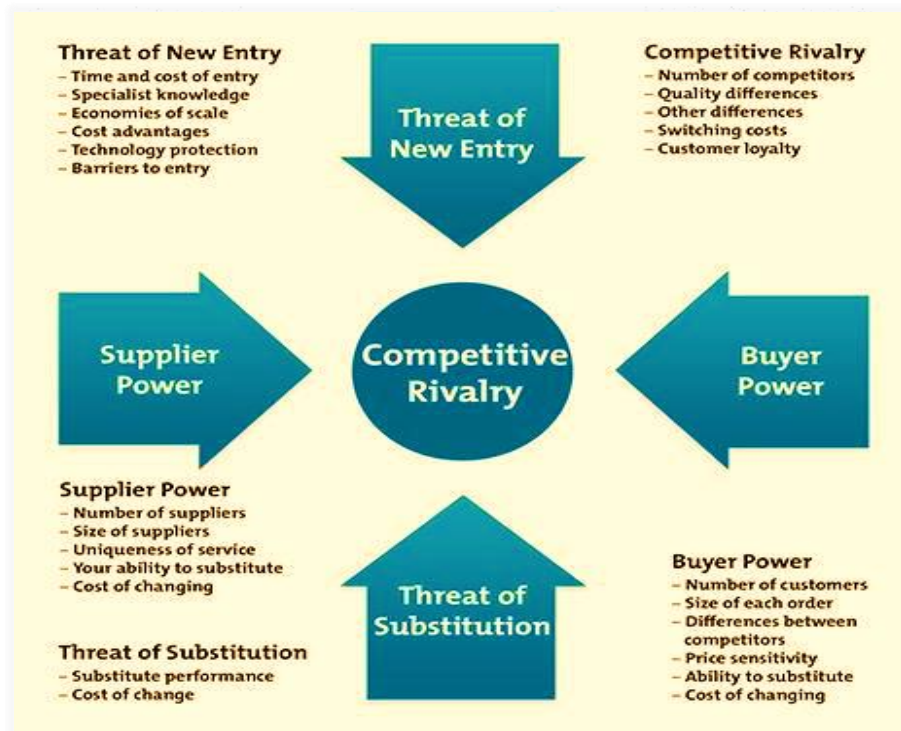 Threat of New Entry
– Time and cost of entry
– Specialist knowledge
– Economies of scale
– Cost advantages
– Technology protection
– Barriers to entry
Threat of
New Entry
Competitive Rivalry
– Number of competitors
– Quality differences
– Other differences
– Switching costs
– Customer loyalty
Supplier
Power
Competitive
Rivalry
Buyer
Power
Supplier Power
– Number of suppliers
– Size of suppliers
– Uniqueness of service
– Your ability to substitute
– Cost of changing
Threat of
Substitution
Buyer Power
– Number of customers
– Size of each order
– Differences between
competitors
– Price sensitivity
– Ability to substitute
– Cost of changing
Threat of Substitution
– Substitute performance
– Cost of change